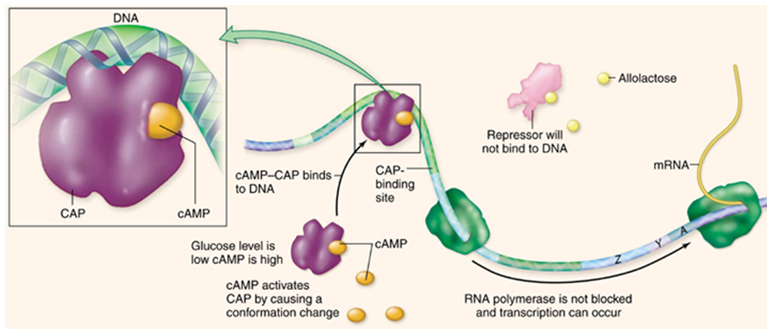 DNA
CAP
cAMP
cAMP–CAP binds
to DNA
CAP-
binding
site
Glucose level is
low cAMP is high
cAMP
cAMP activates
CAP by causing a
conformation change
Allolactose
Repressor will
not bind to DNA
mRNA
Z Y A
RNA polymerase is not blocked
and transcription can occur